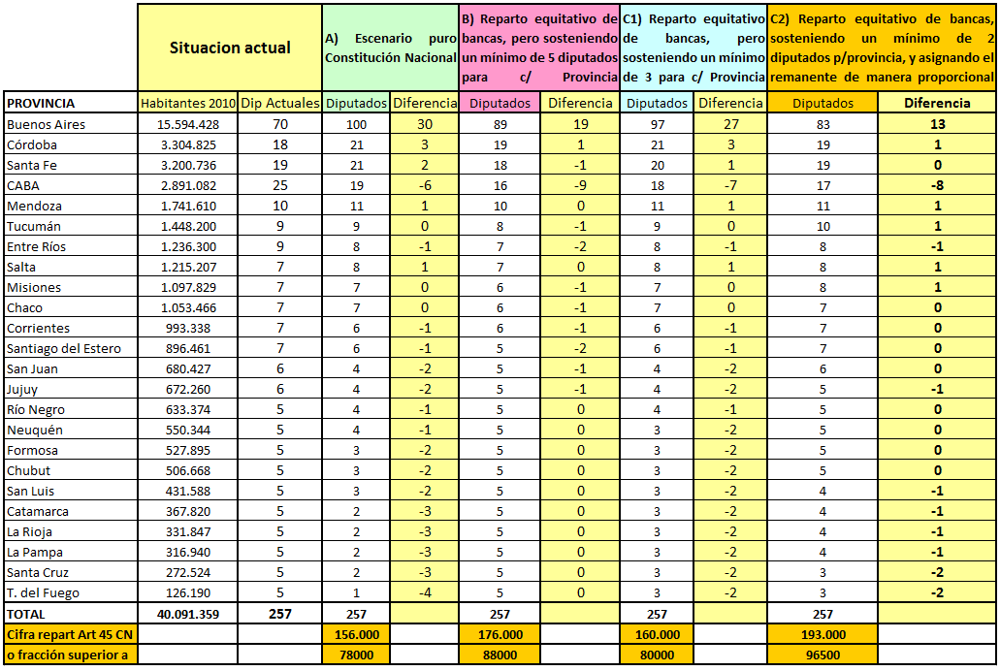 Situacion actual
A) Escenario puro Constitución Nacional
B) Reparto equitativo de bancas, pero sosteniendo un mínimo de 5 diputados para c/ Provincia
C1) Reparto equitativo de bancas, pero sosteniendo un mínimo de 3 para c/ Provincia
C2) Reparto equitativo de bancas, sosteniendo un mínimo de 2 diputados p/provincia, y asignando el remanente de manera proporcional
PROVINCIA Habitantes 2010 Dip Actuales Diputados Diferencia Diputados Diferencia Diputados Diferencia Diputados Diferencia
Buenos Aires 15.594.428 70 100 30 89 19 97 27 83 13
Córdoba 3.304.825 18 21 3 19 1 21 3 19 1
Santa Fe 3.200.736 19 21 2 18 -1 20 1 19 0
CABA 2.891.082 25 19 -6 16 -9 18 -7 17 -8
Mendoza 1.741.610 10 11 1 10 0 11 1 11 1
Tucumán 1.448.200 9 9 0 8 -1 9 0 10 1
Entre Ríos 1.236.300 9 8 -1 7 -2 8 -1 8 -1
Salta 1.215.207 7 8 1 7 0 8 1 8 1
Misiones 1.097.829 7 7 0 6 -1 7 0 8 1
Chaco 1.053.466 7 7 0 6 -1 7 0 7 0
Corrientes 993.338 7 6 -1 6 -1 6 -1 7 0
Santiago del Estero 896.461 7 6 -1 5 -2 6 -1 7 0
San Juan 680.427 6 4 -2 5 -1 4 -2 6 0
Jujuy 672.260 6 4 -2 5 -1 4 -2 5 -1
Río Negro 633.374 5 4 -1 5 0 4 -1 5 0
Neuquén 550.344 5 4 -1 5 0 3 -2 5 0
Formosa 527.895 5 3 -2 5 0 3 -2 5 0
Chubut 506.668 5 3 -2 5 0 3 -2 5 0
San Luis 431.588 5 3 -2 5 0 3 -2 4 -1
Catamarca 367.820 5 2 -3 5 0 3 -2 4 -1
La Rioja 331.847 5 2 -3 5 0 3 -2 4 -1
La Pampa 316.940 5 2 -3 5 0 3 -2 4 -1
Santa Cruz 272.524 5 2 -3 5 0 3 -2 3 -2
T. del Fuego 126.190 5 1 -4 5 0 3 -2 3 -2
TOTAL 40.091.359 257 257 257 257 257
Cifra repart Art 45 CN 156.000 176.000 160.000 193.000
o fracción superior a 78000 88000 80000 96500